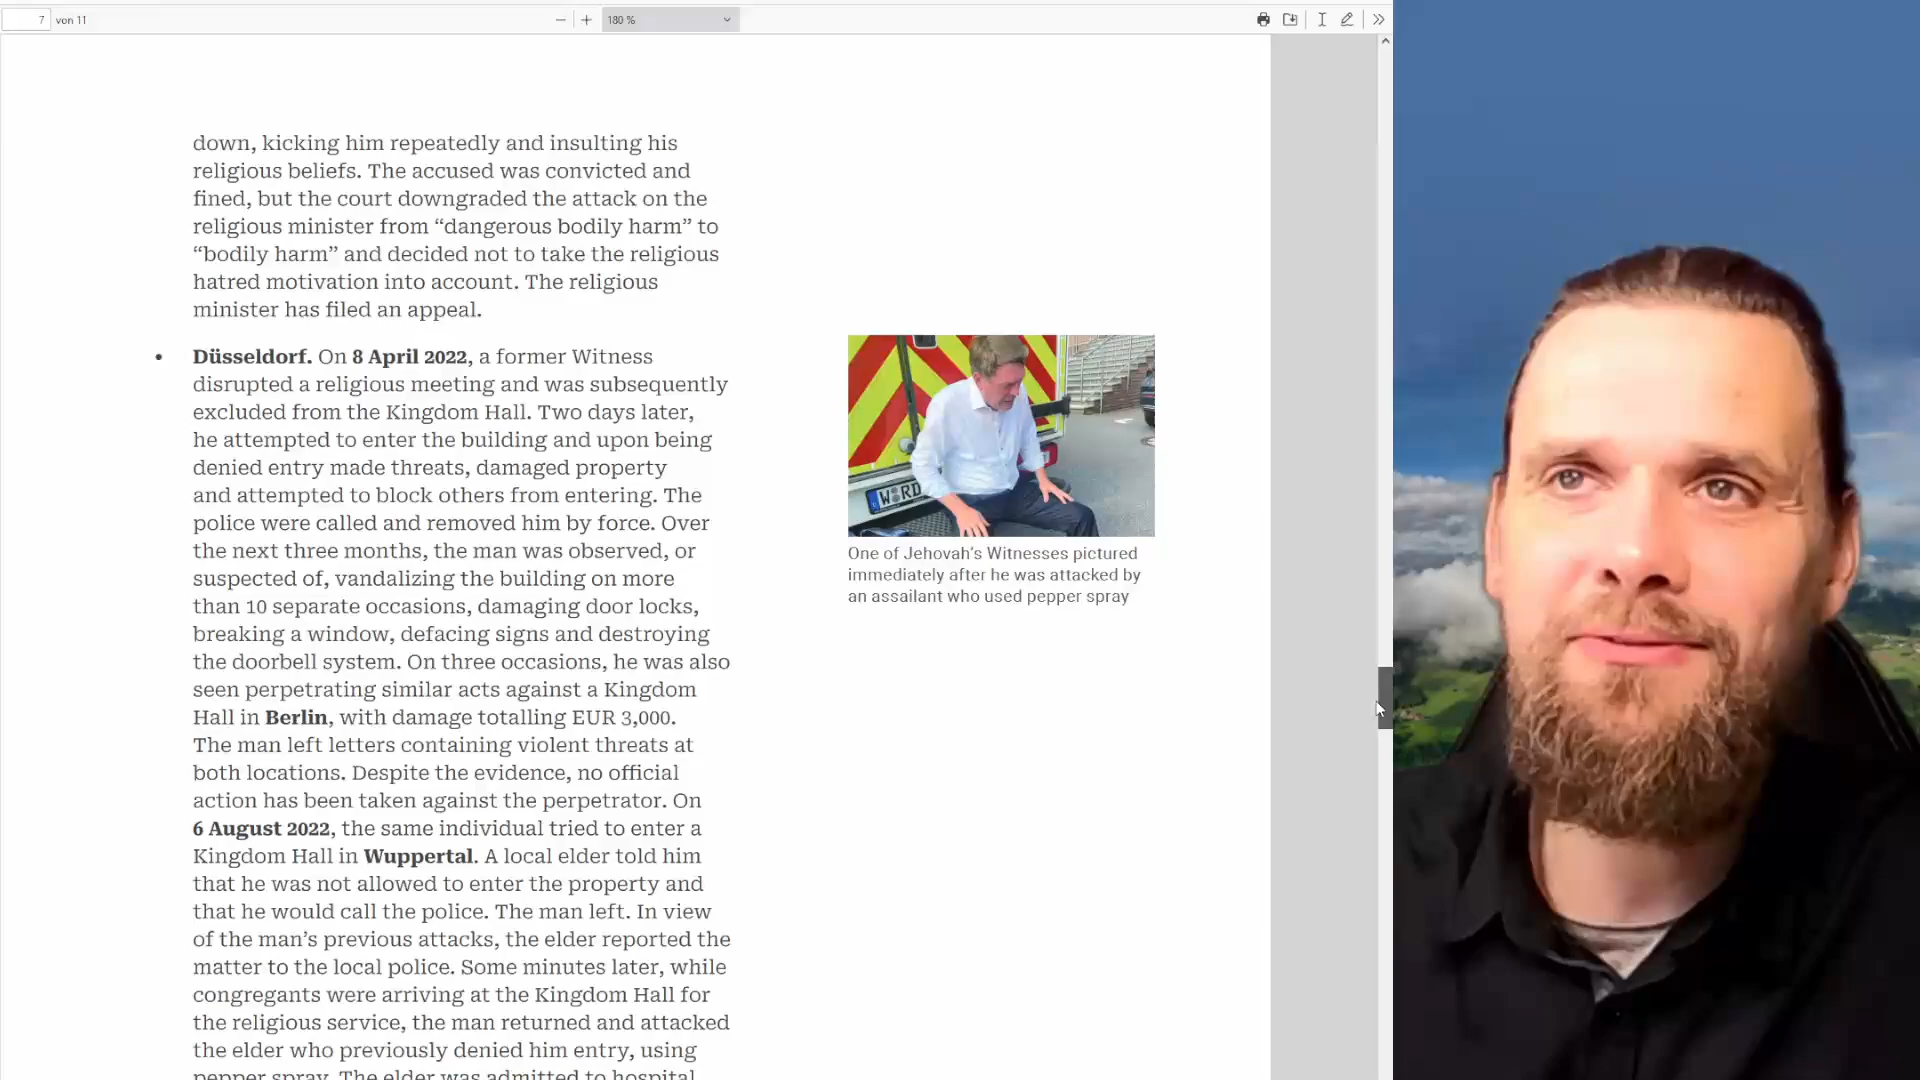 7 von 11 180 %
down, kicking him repeatedly and insulting his
religious beliefs. The accused was convicted and
fined, but the court downgraded the attack on the
religious minister from “dangerous bodily harm” to
“bodily harm” and decided not to take the religious
hatred motivation into account. The religious
minister has filed an appeal.
• Düsseldorf. On 8 April 2022, a former Witness
disrupted a religious meeting and was subsequently
excluded from the Kingdom Hall. Two days later,
he attempted to enter the building and upon being
denied entry made threats, damaged property
and attempted to block others from entering. The
police were called and removed him by force. Over
the next three months, the man was observed, or
suspected of, vandalizing the building on more
than 10 separate occasions, damaging door locks,
breaking a window, defacing signs and destroying
the doorbell system. On three occasions, he was also
seen perpetrating similar acts against a Kingdom
Hall in Berlin, with damage totalling EUR 3,000.
The man left letters containing violent threats at
both locations. Despite the evidence, no official
action has been taken against the perpetrator. On
6 August 2022, the same individual tried to enter a
Kingdom Hall in Wuppertal. A local elder told him
that he was not allowed to enter the property and
that he would call the police. The man left. In view
of the man’s previous attacks, the elder reported the
matter to the local police. Some minutes later, while
congregants were arriving at the Kingdom Hall for
the religious service, the man returned and attacked
the elder who previously denied him entry, using
pepper spray. The elder was admitted to hospital
W RD
One of Jehovah’s Witnesses pictured
immediately after he was attacked by
an assailant who used pepper spray